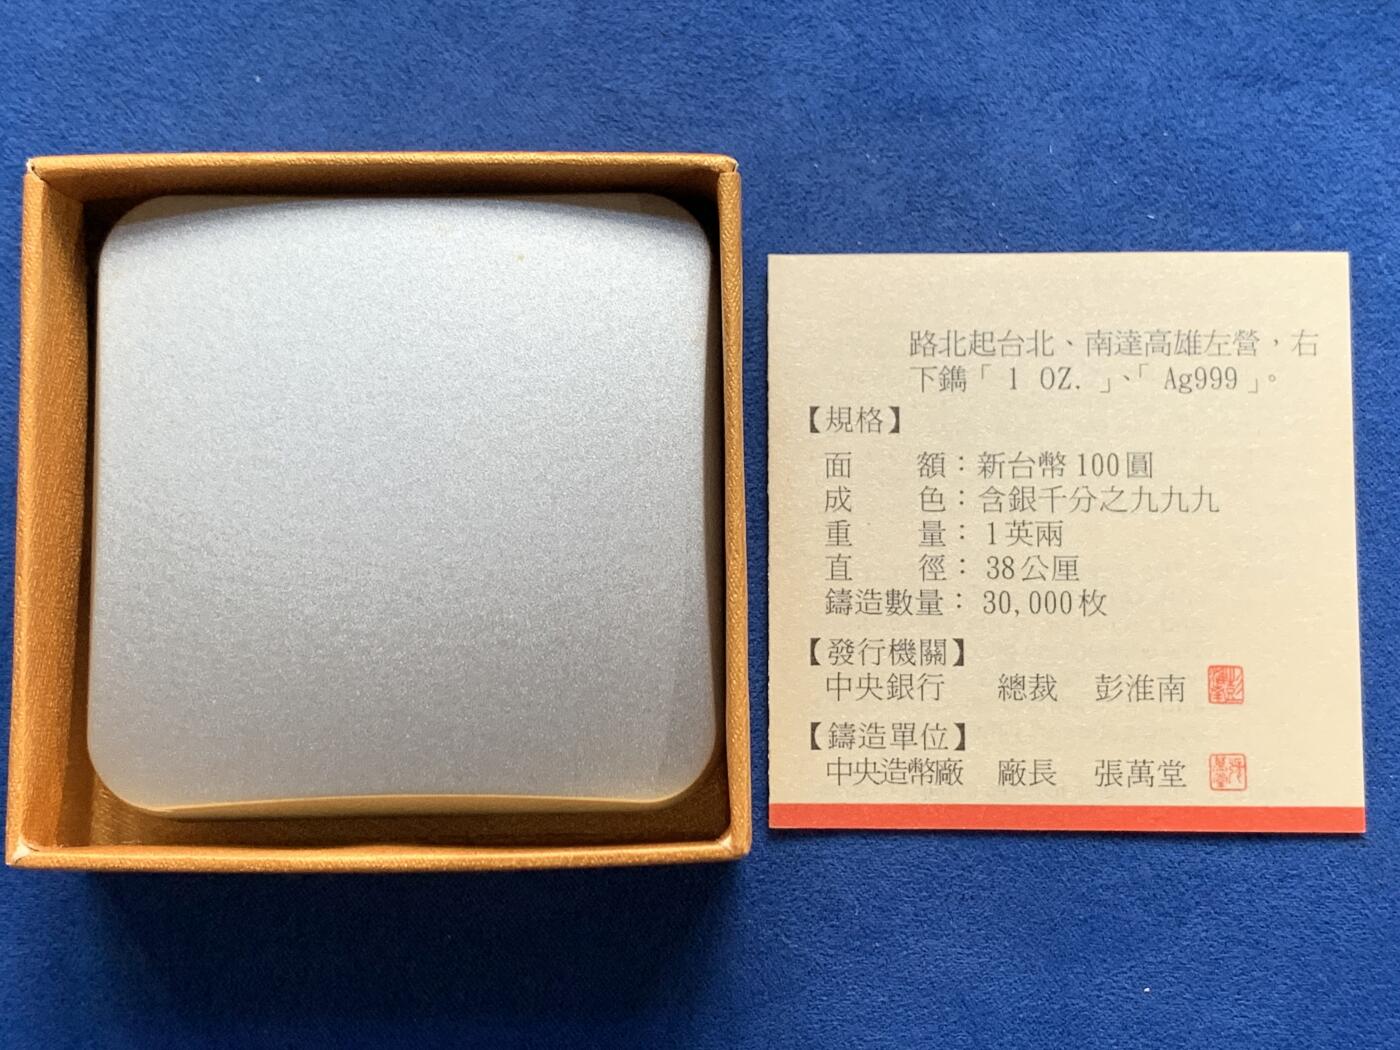 路北起台北、南達高雄左營，右
下鐫「 1 OZ. 」、「 Ag999 」。
【規格】
面　　額：新台幣100圓
成　　色：含銀千分之九九九
重　　量：1英兩
直　　徑：38公厘
鑄造數量：30,000枚
【發行機關】
中央銀行　總裁　彭淮南
【鑄造單位】
中央造幣廠　廠長　張萬堂